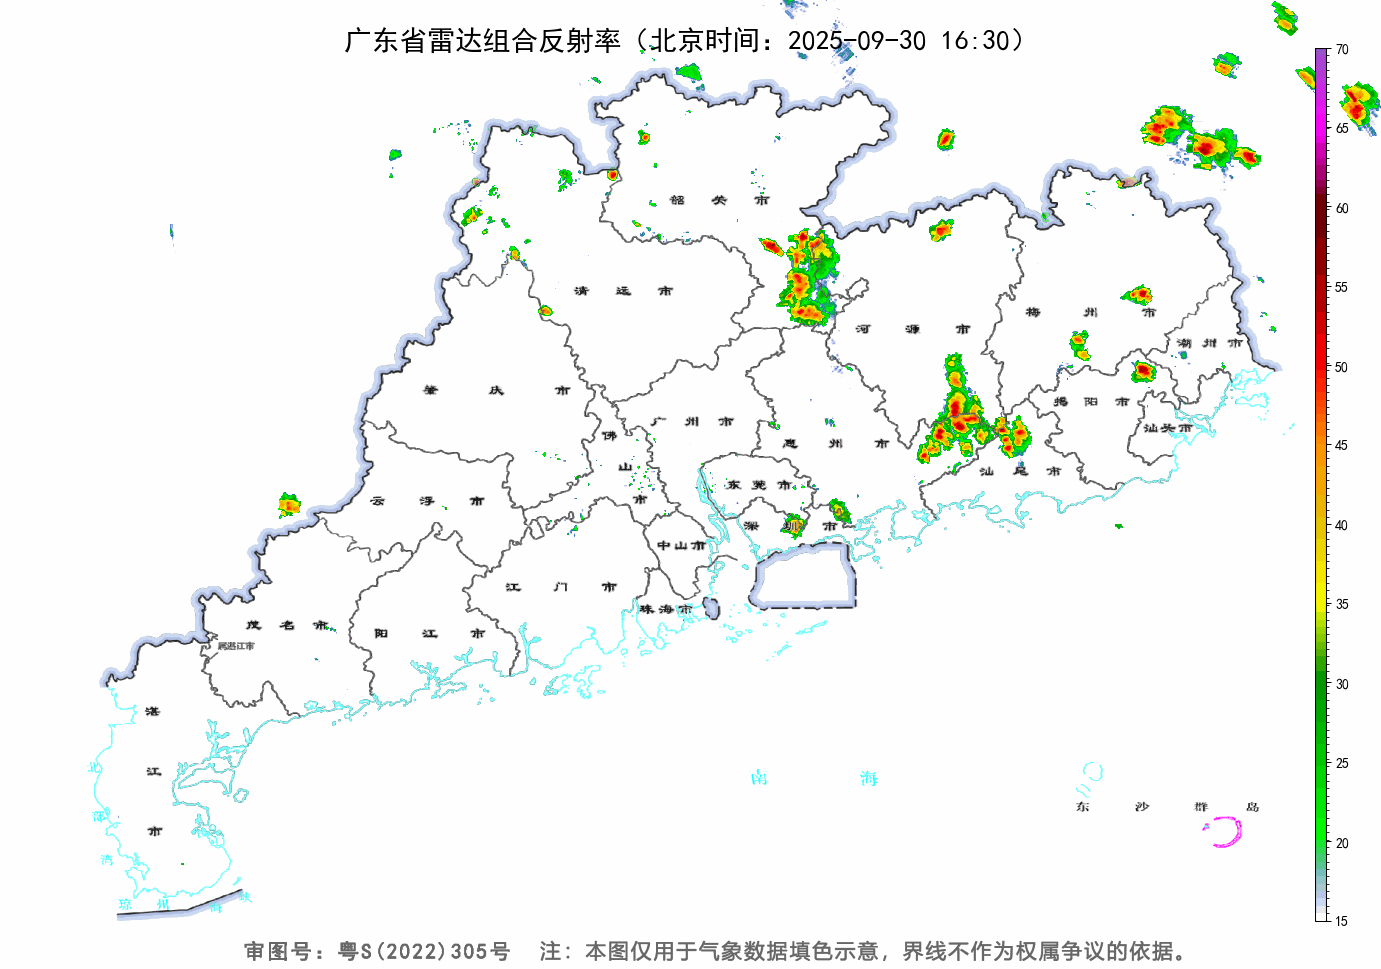 广东省雷达组合反射率（北京时间：2025-09-30 16:30）
70
65
60
55
50
45
40
35
30
25
20
15
韶关市
清远市
河源市
梅州市
潮州市
肇庆市
广州市
佛山市
惠州市
揭阳市
汕头市
汕尾市
云浮市
东莞市
深圳市
中山市
江门市
珠海市
茂名市
阳江市
属湛江市
湛江市
北部湾
琼州海峡
南海
东沙群岛
审图号：粤S(2022)305号 注：本图仅用于气象数据填色示意，界线不作为权属争议的依据。